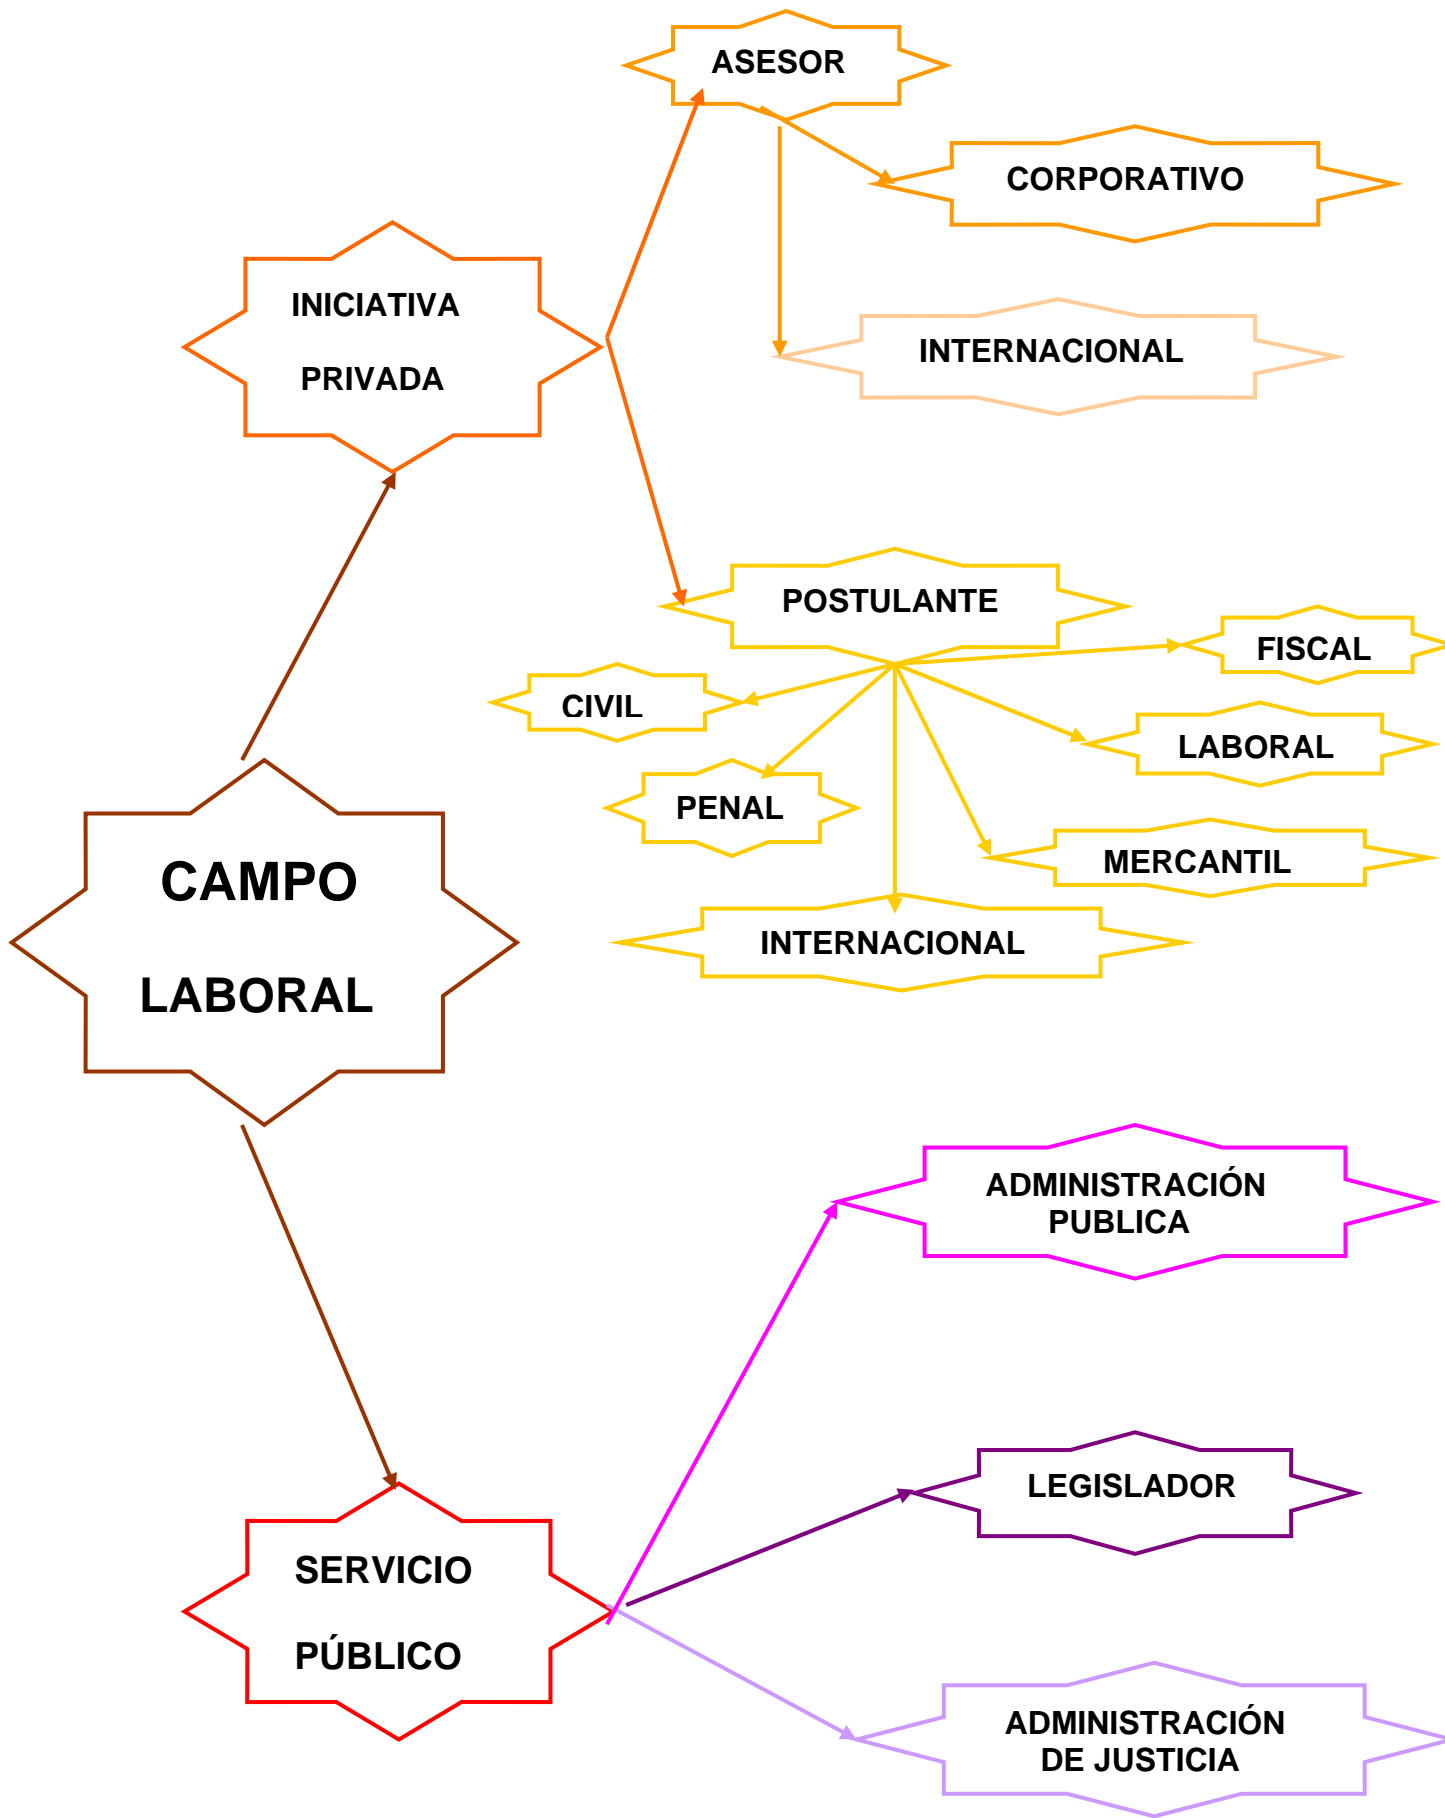 ASESOR
CORPORATIVO
INICIATIVA
PRIVADA
INTERNACIONAL
POSTULANTE
FISCAL
CIVIL
LABORAL
PENAL
MERCANTIL
INTERNACIONAL
CAMPO
LABORAL
ADMINISTRACIÓN
PUBLICA
LEGISLADOR
SERVICIO
PÚBLICO
ADMINISTRACIÓN
DE JUSTICIA